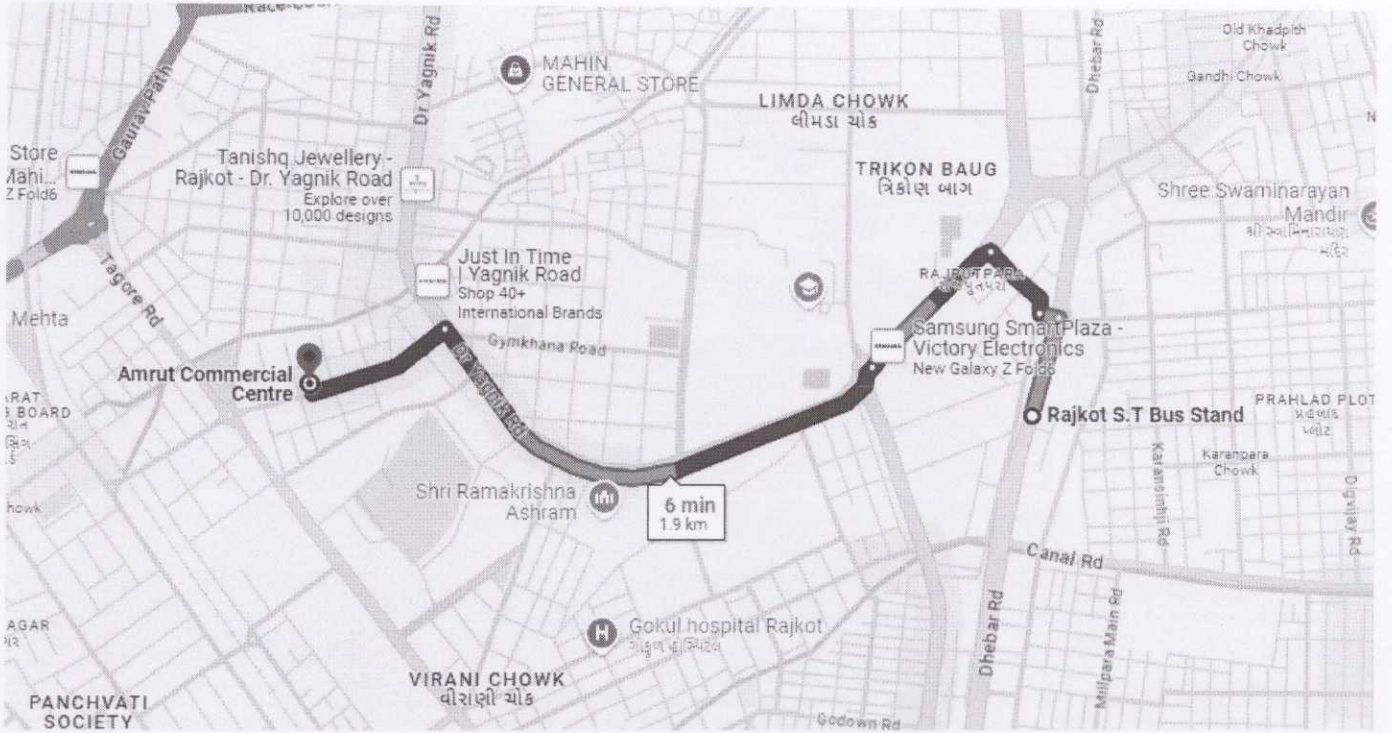 Dr Yagnik Rd
Gaurav Path
MAHIN
GENERAL STORE
LIMDA CHOWK
લીમડા ચોક
TRIKON BAUG
ત્રિકોણ બાગ
Dhebar Rd
Old Khadpith
Chowk
Gandhi Chowk
Store
Z Fold6
Tanishq Jewellery -
Rajkot - Dr. Yagnik Road
Explore over
10,000 designs
Shree Swaminarayan
Mandir
Tagore Rd
Just In Time
| Yagnik Road
Shop 40+
International Brands
RAJPUTPARA
Mehta
Gymkhana Road
Samsung SmartPlaza -
Victory Electronics
New Galaxy Z Fold6
Amrut Commercial
Centre
Dr Yagnik Rd
Rajkot S.T Bus Stand
PRAHLAD PLOT
BOARD
Karanpara
Chowk
Karansinhji Rd
Digvijay Rd
Shri Ramakrishna
Ashram
6 min
1.9 km
Canal Rd
Dhebar Rd
Millpara Main Rd
Gokul hospital Rajkot
VIRANI CHOWK
વીરાણી ચોક
PANCHVATI
SOCIETY
Godown Rd